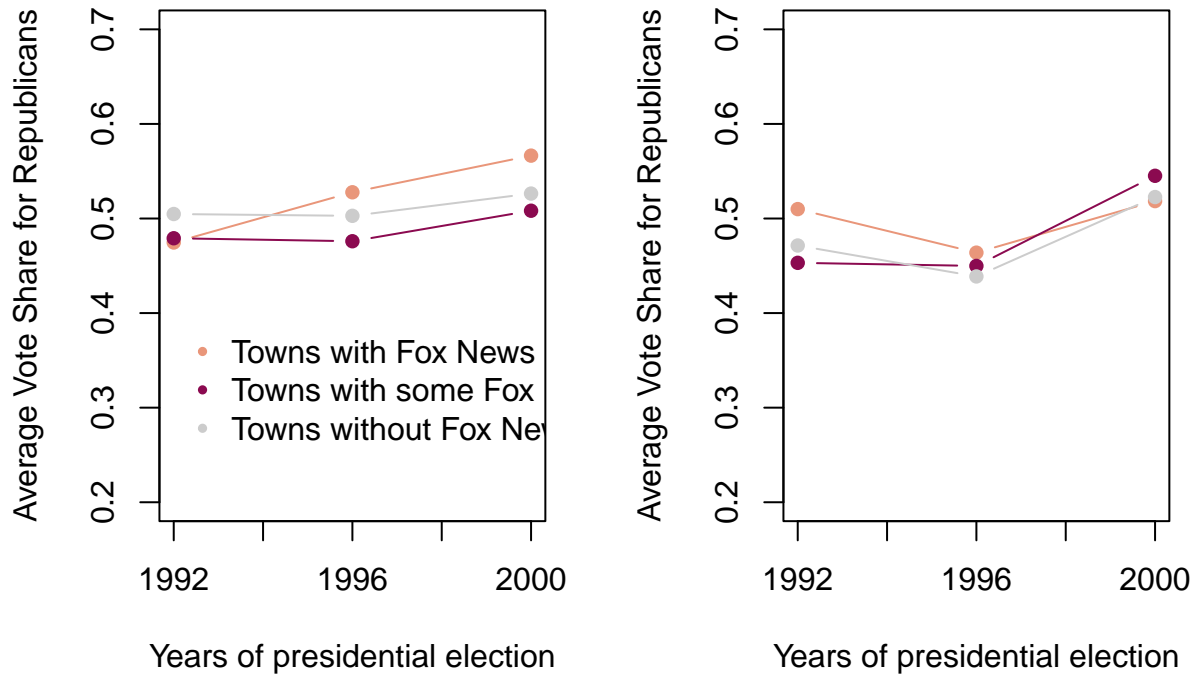 Average Vote Share for Republicans
0.7
0.6
0.5
0.4
0.3
0.2
Towns with Fox News
Towns with some Fox
Towns without Fox Nev
1992
1996
2000
Years of presidential election
Average Vote Share for Republicans
0.7
0.6
0.5
0.4
0.3
0.2
1992
1996
2000
Years of presidential election